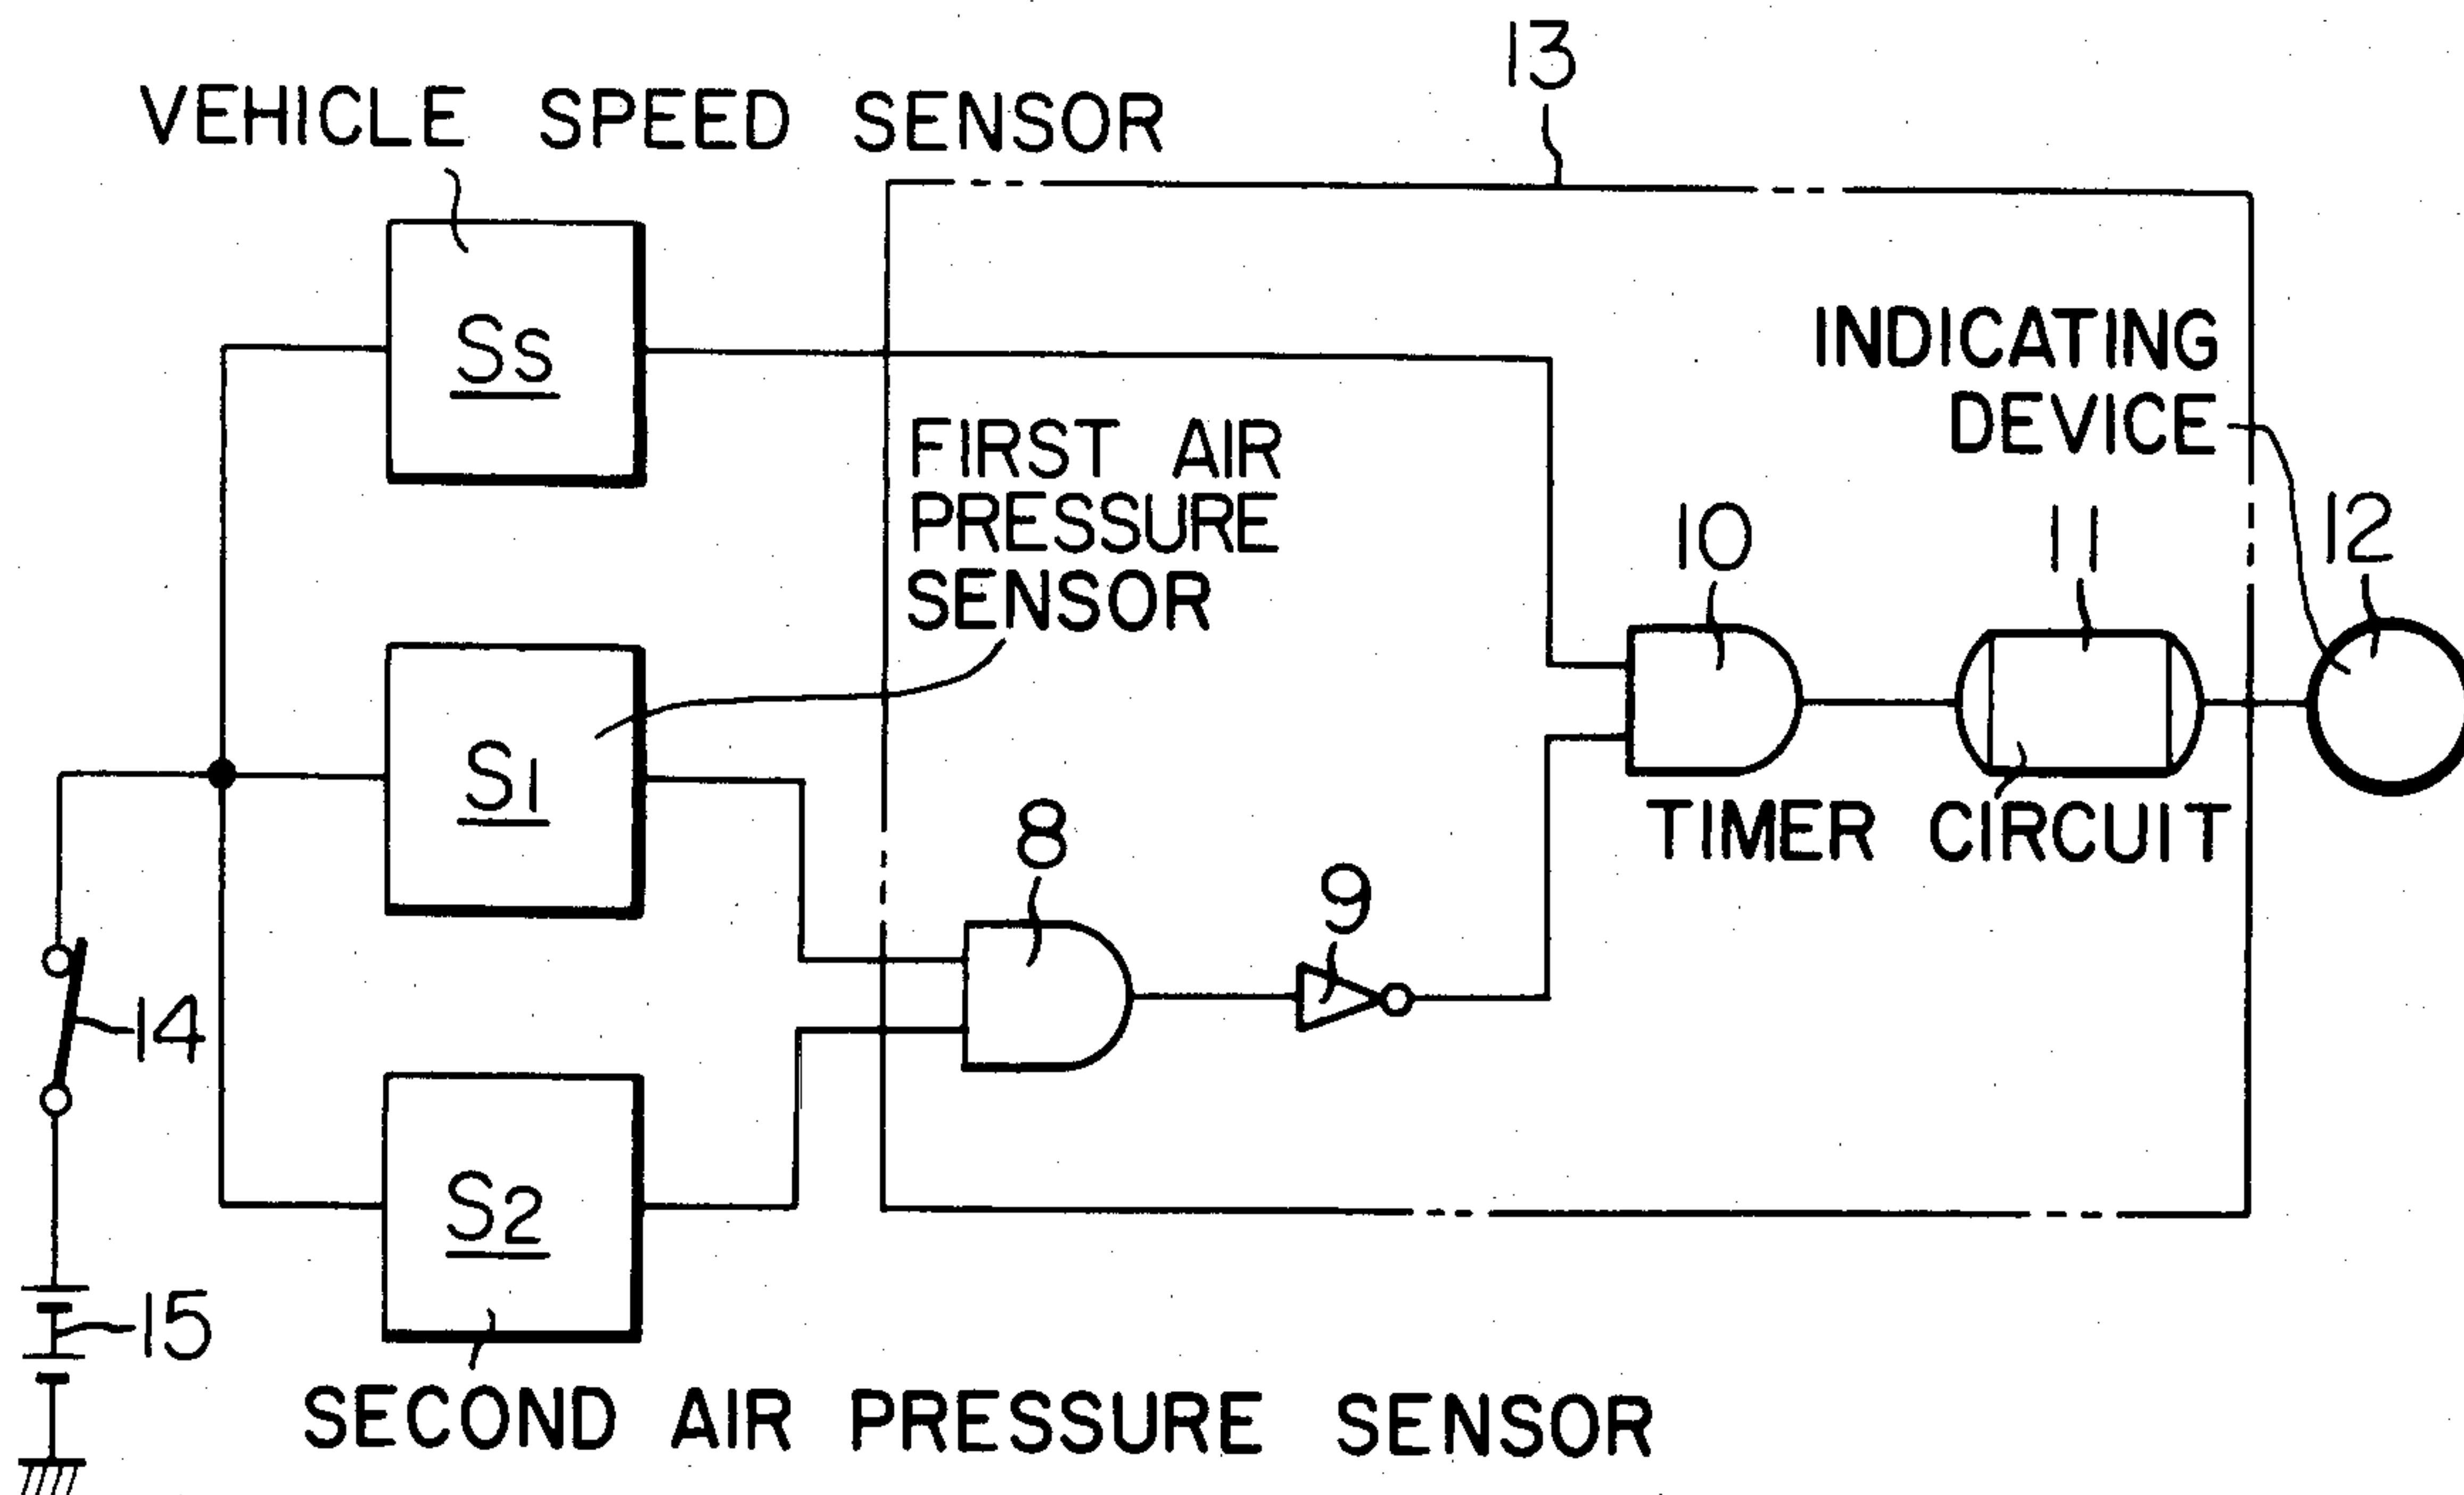 13
VEHICLE SPEED SENSOR
SS
INDICATING
DEVICE
FIRST AIR
PRESSURE
SENSOR
10
11
12
S1
8
TIMER CIRCUIT
9
14
S2
15
SECOND AIR PRESSURE SENSOR